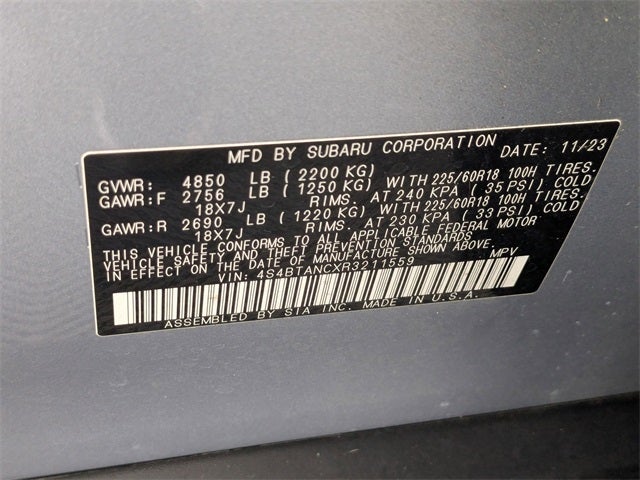 MFD BY SUBARU CORPORATION DATE: 11/23
GVWR: 4850 LB (2200 KG)
GAWR:F 2756 LB (1250 KG) WITH 225/60R18 100H TIRES.
18X7J RIMS. AT 240 KPA (35 PSI) COLD
GAWR:R 2690 LB (1220 KG) WITH 225/60R18 100H TIRES.
18X7J RIMS. AT 230 KPA (33 PSI) COLD
THIS VEHICLE CONFORMS TO ALL APPLICABLE FEDERAL MOTOR
VEHICLE SAFETY AND THEFT PREVENTION STANDARDS
IN EFFECT ON THE DATE OF MANUFACTURE SHOWN ABOVE.
VIN: 4S4BTANCXR3211559 MPV
ASSEMBLED BY SIA INC. MADE IN U.S.A.